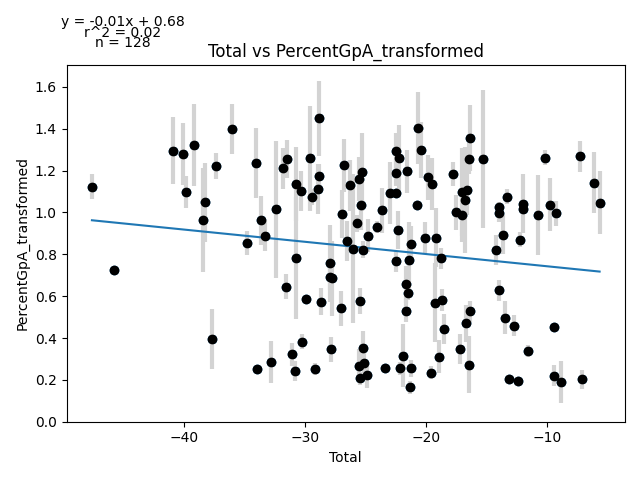 y = -0.01x + 0.68
r^2 = 0.02
n = 128
Total vs PercentGpA_transformed
PercentGpA_transformed
1.6
1.4
1.2
1.0
0.8
0.6
0.4
0.2
0.0
−40
−30
−20
−10
Total